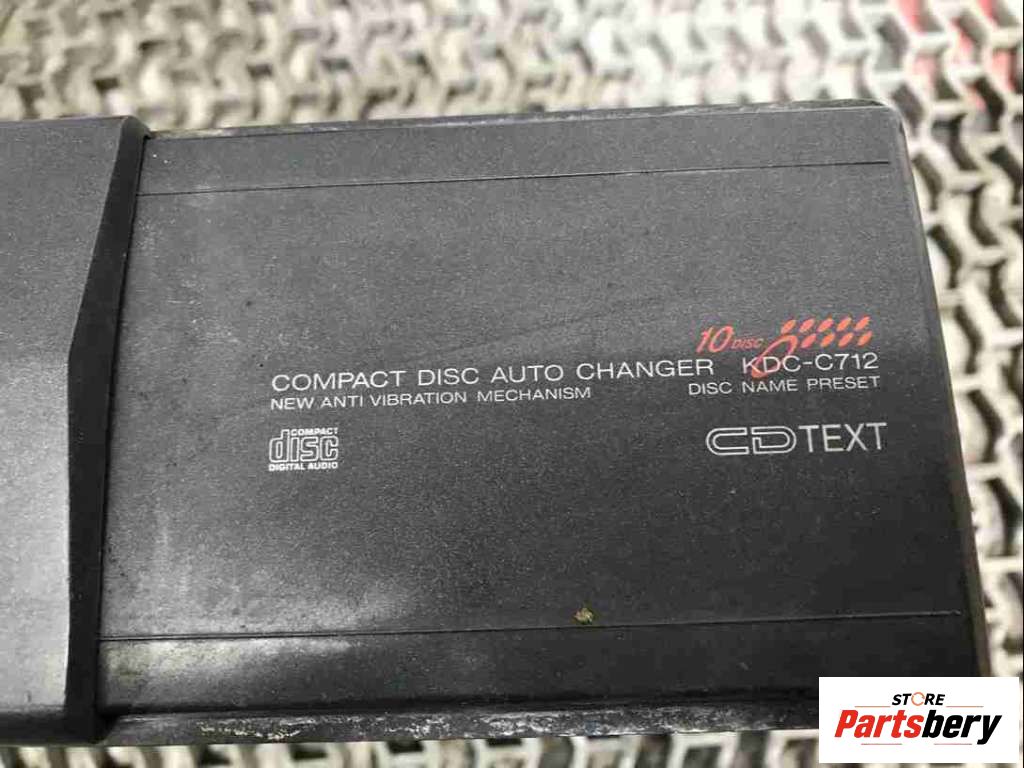 10 DISC
COMPACT DISC AUTO CHANGER KDC-C712
NEW ANTI VIBRATION MECHANISM DISC NAME PRESET
COMPACT
disc
DIGITAL AUDIO
CD TEXT
STORE
Partsbery